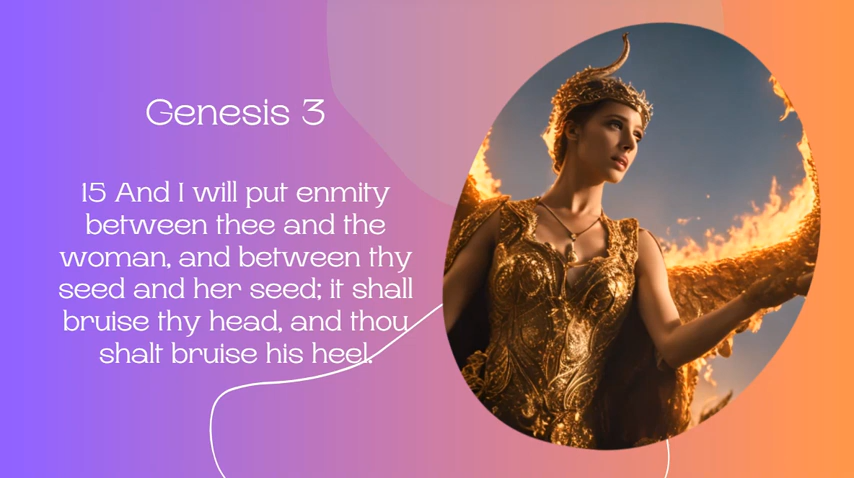 Genesis 3
15 And I will put enmity
between thee and the
woman, and between thy
seed and her seed; it shall
bruise thy head, and thou
shalt bruise his heel.